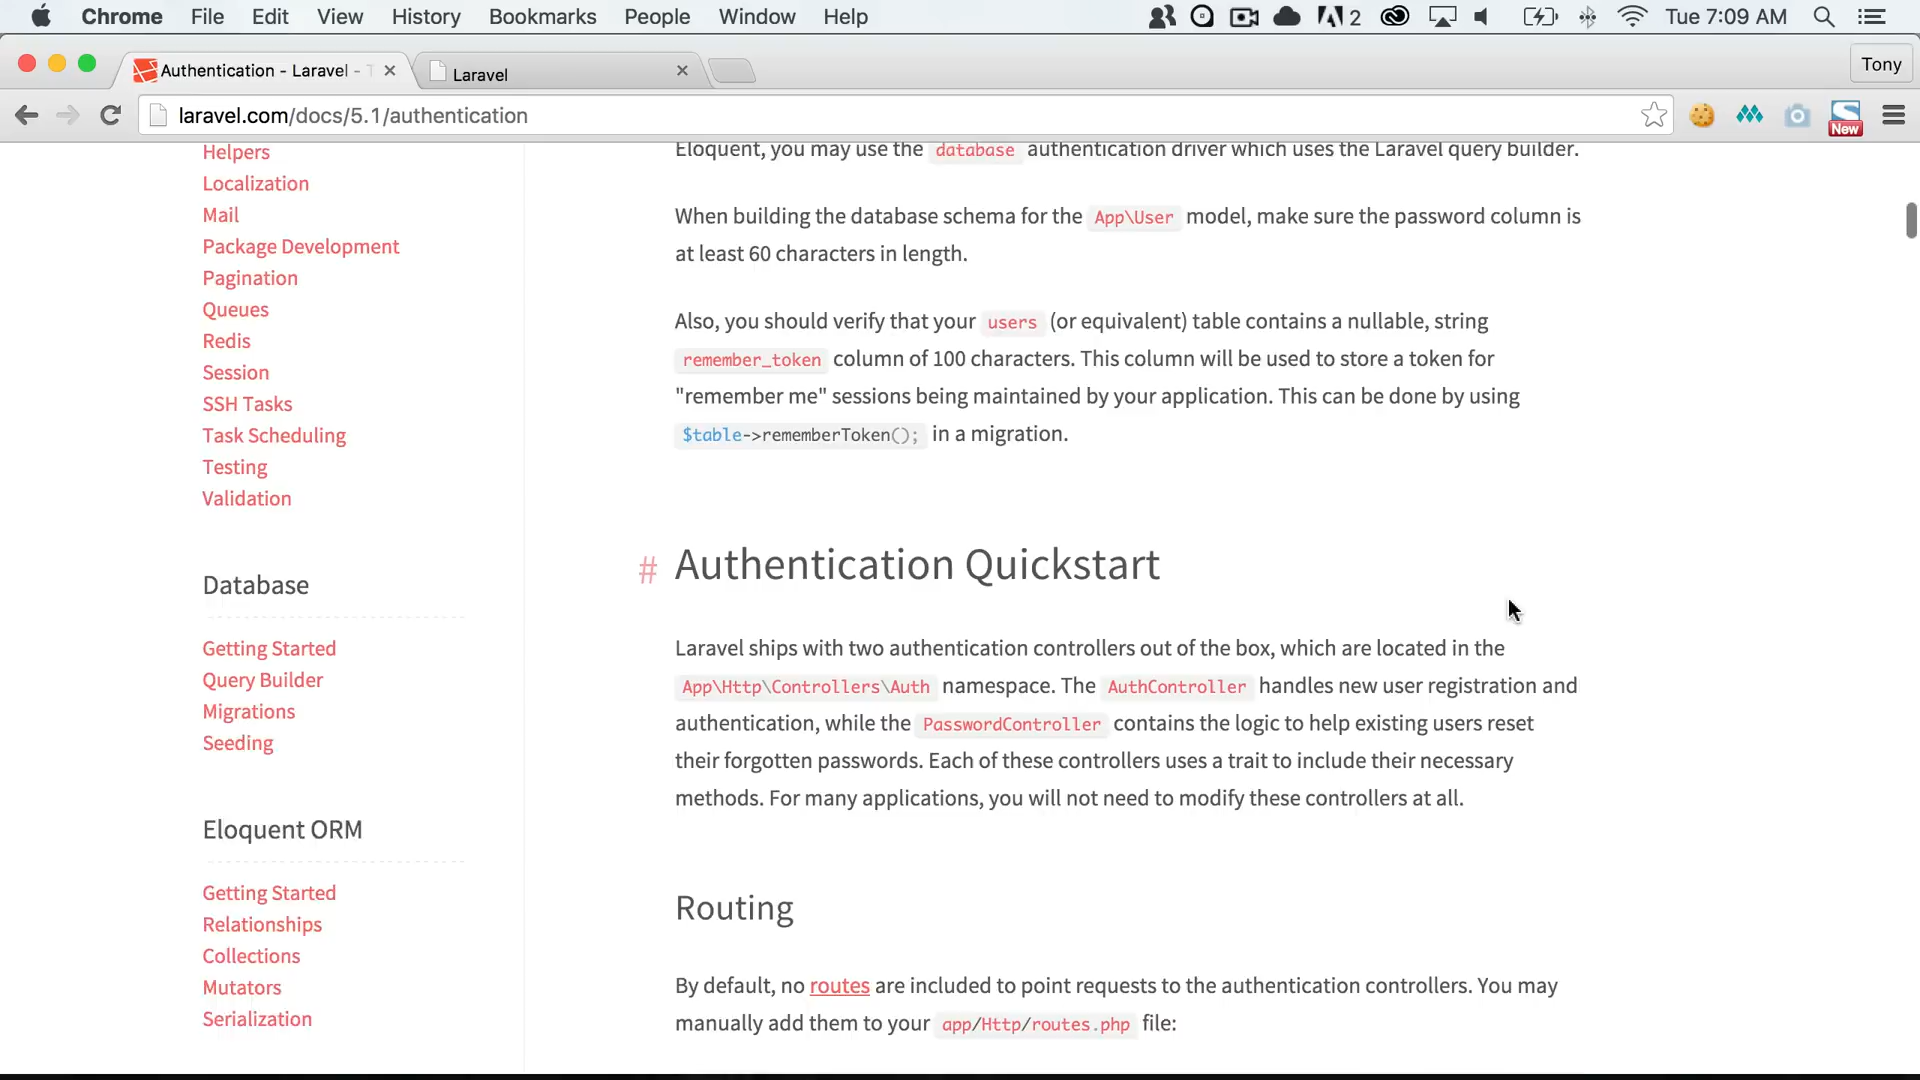 Chrome File Edit View History Bookmarks People Window Help 2 Tue 7:09 AM
Authentication - Laravel - T
Laravel
Tony
laravel.com/docs/5.1/authentication
New
Helpers
Localization
Mail
Package Development
Pagination
Queues
Redis
Session
SSH Tasks
Task Scheduling
Testing
Validation
Database
Getting Started
Query Builder
Migrations
Seeding
Eloquent ORM
Getting Started
Relationships
Collections
Mutators
Serialization
Eloquent, you may use the database authentication driver which uses the Laravel query builder.
When building the database schema for the App\User model, make sure the password column is
at least 60 characters in length.
Also, you should verify that your users (or equivalent) table contains a nullable, string
remember_token column of 100 characters. This column will be used to store a token for
"remember me" sessions being maintained by your application. This can be done by using
$table->rememberToken(); in a migration.
# Authentication Quickstart
Laravel ships with two authentication controllers out of the box, which are located in the
App\Http\Controllers\Auth namespace. The AuthController handles new user registration and
authentication, while the PasswordController contains the logic to help existing users reset
their forgotten passwords. Each of these controllers uses a trait to include their necessary
methods. For many applications, you will not need to modify these controllers at all.
Routing
By default, no routes are included to point requests to the authentication controllers. You may
manually add them to your app/Http/routes.php file: